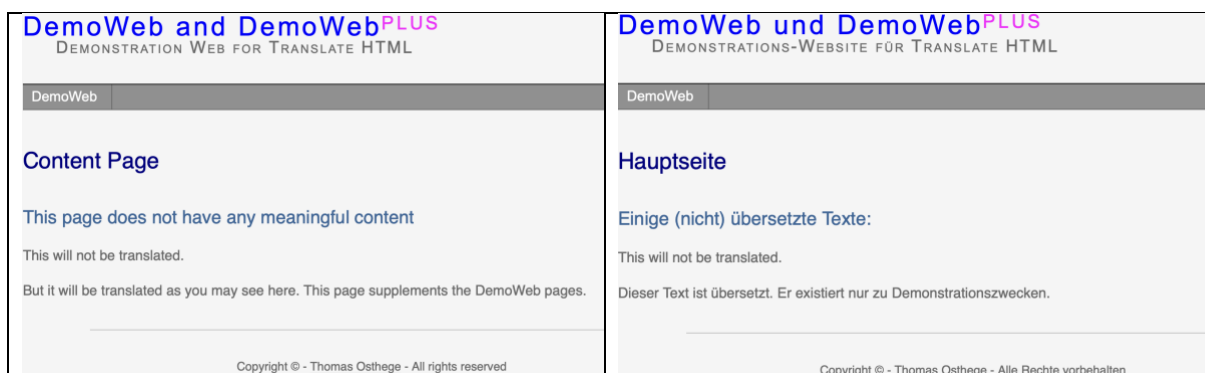 DemoWeb and DemoWebPLUS
Demonstration Web for Translate HTML
DemoWeb
Content Page
This page does not have any meaningful content
This will not be translated.
But it will be translated as you may see here. This page supplements the DemoWeb pages.
Copyright © - Thomas Osthege - All rights reserved
DemoWeb und DemoWebPLUS
Demonstrations-Website für Translate HTML
DemoWeb
Hauptseite
Einige (nicht) übersetzte Texte:
This will not be translated.
Dieser Text ist übersetzt. Er existiert nur zu Demonstrationszwecken.
Copyright © - Thomas Osthege - Alle Rechte vorbehalten